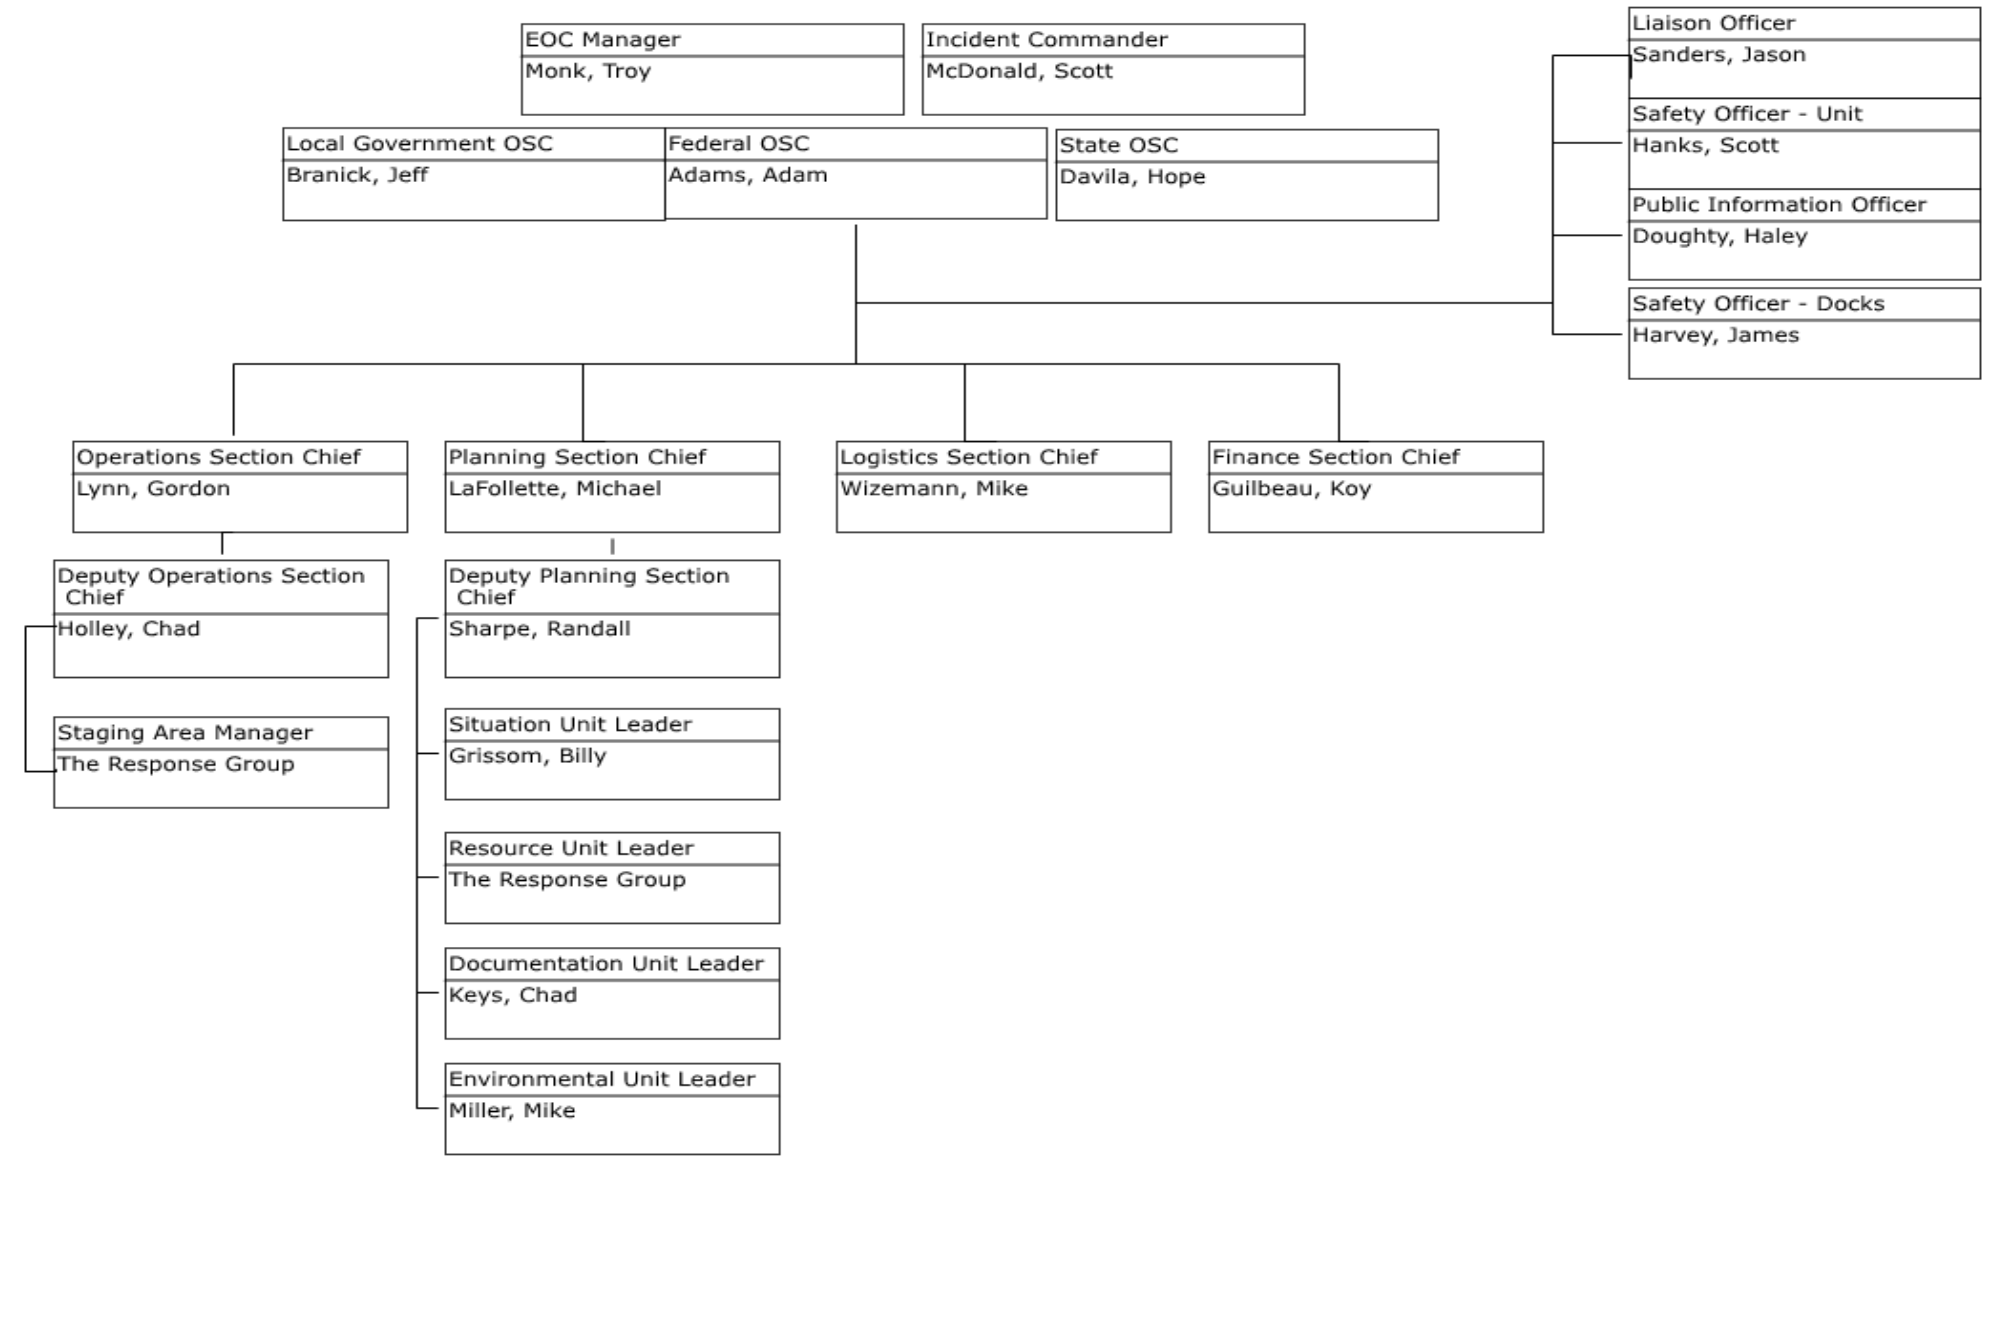 EOC Manager
Monk, Troy
Incident Commander
McDonald, Scott
Liaison Officer
Sanders, Jason
Safety Officer - Unit
Hanks, Scott
Public Information Officer
Doughty, Haley
Safety Officer - Docks
Harvey, James
Local Government OSC
Branick, Jeff
Federal OSC
Adams, Adam
State OSC
Davila, Hope
Operations Section Chief
Lynn, Gordon
Planning Section Chief
LaFollette, Michael
Logistics Section Chief
Wizemann, Mike
Finance Section Chief
Guilbeau, Koy
Deputy Operations Section
Chief
Holley, Chad
Staging Area Manager
The Response Group
Deputy Planning Section
Chief
Sharpe, Randall
Situation Unit Leader
Grissom, Billy
Resource Unit Leader
The Response Group
Documentation Unit Leader
Keys, Chad
Environmental Unit Leader
Miller, Mike